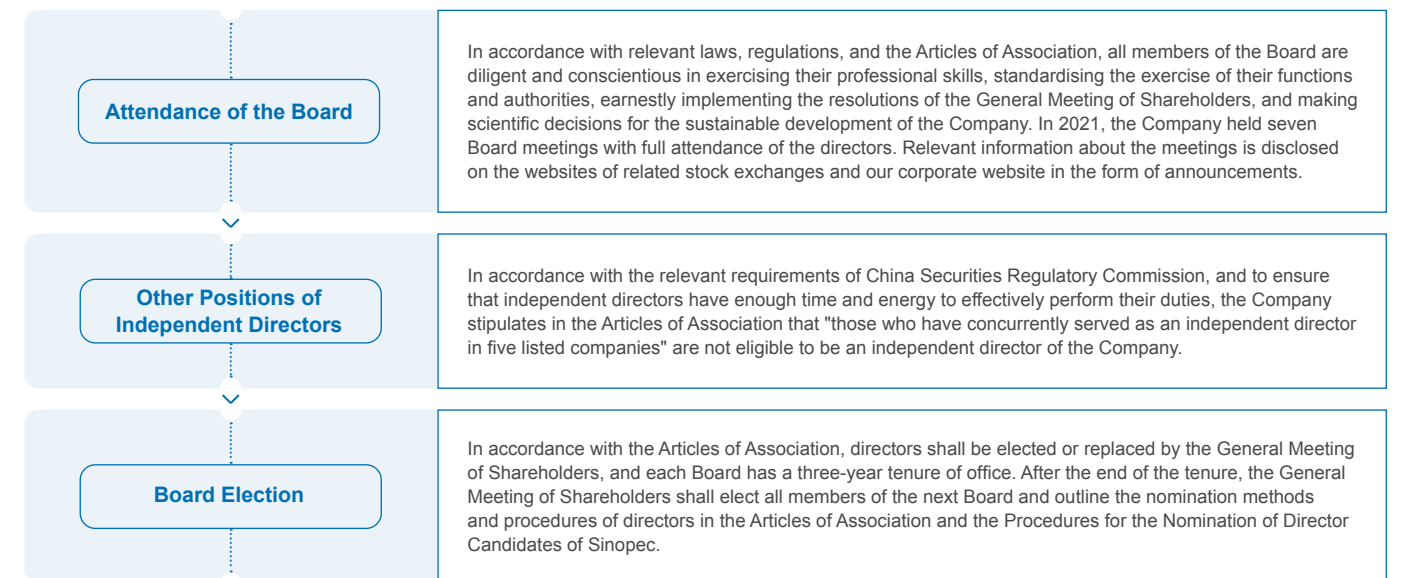 Attendance of the Board
In accordance with relevant laws, regulations, and the Articles of Association, all members of the Board are
diligent and conscientious in exercising their professional skills, standardising the exercise of their functions
and authorities, earnestly implementing the resolutions of the General Meeting of Shareholders, and making
scientific decisions for the sustainable development of the Company. In 2021, the Company held seven
Board meetings with full attendance of the directors. Relevant information about the meetings is disclosed
on the websites of related stock exchanges and our corporate website in the form of announcements.
Other Positions of
Independent Directors
In accordance with the relevant requirements of China Securities Regulatory Commission, and to ensure
that independent directors have enough time and energy to effectively perform their duties, the Company
stipulates in the Articles of Association that "those who have concurrently served as an independent director
in five listed companies" are not eligible to be an independent director of the Company.
Board Election
In accordance with the Articles of Association, directors shall be elected or replaced by the General Meeting
of Shareholders, and each Board has a three-year tenure of office. After the end of the tenure, the General
Meeting of Shareholders shall elect all members of the next Board and outline the nomination methods
and procedures of directors in the Articles of Association and the Procedures for the Nomination of Director
Candidates of Sinopec.